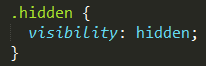 .hidden {
  visibility: hidden;
}